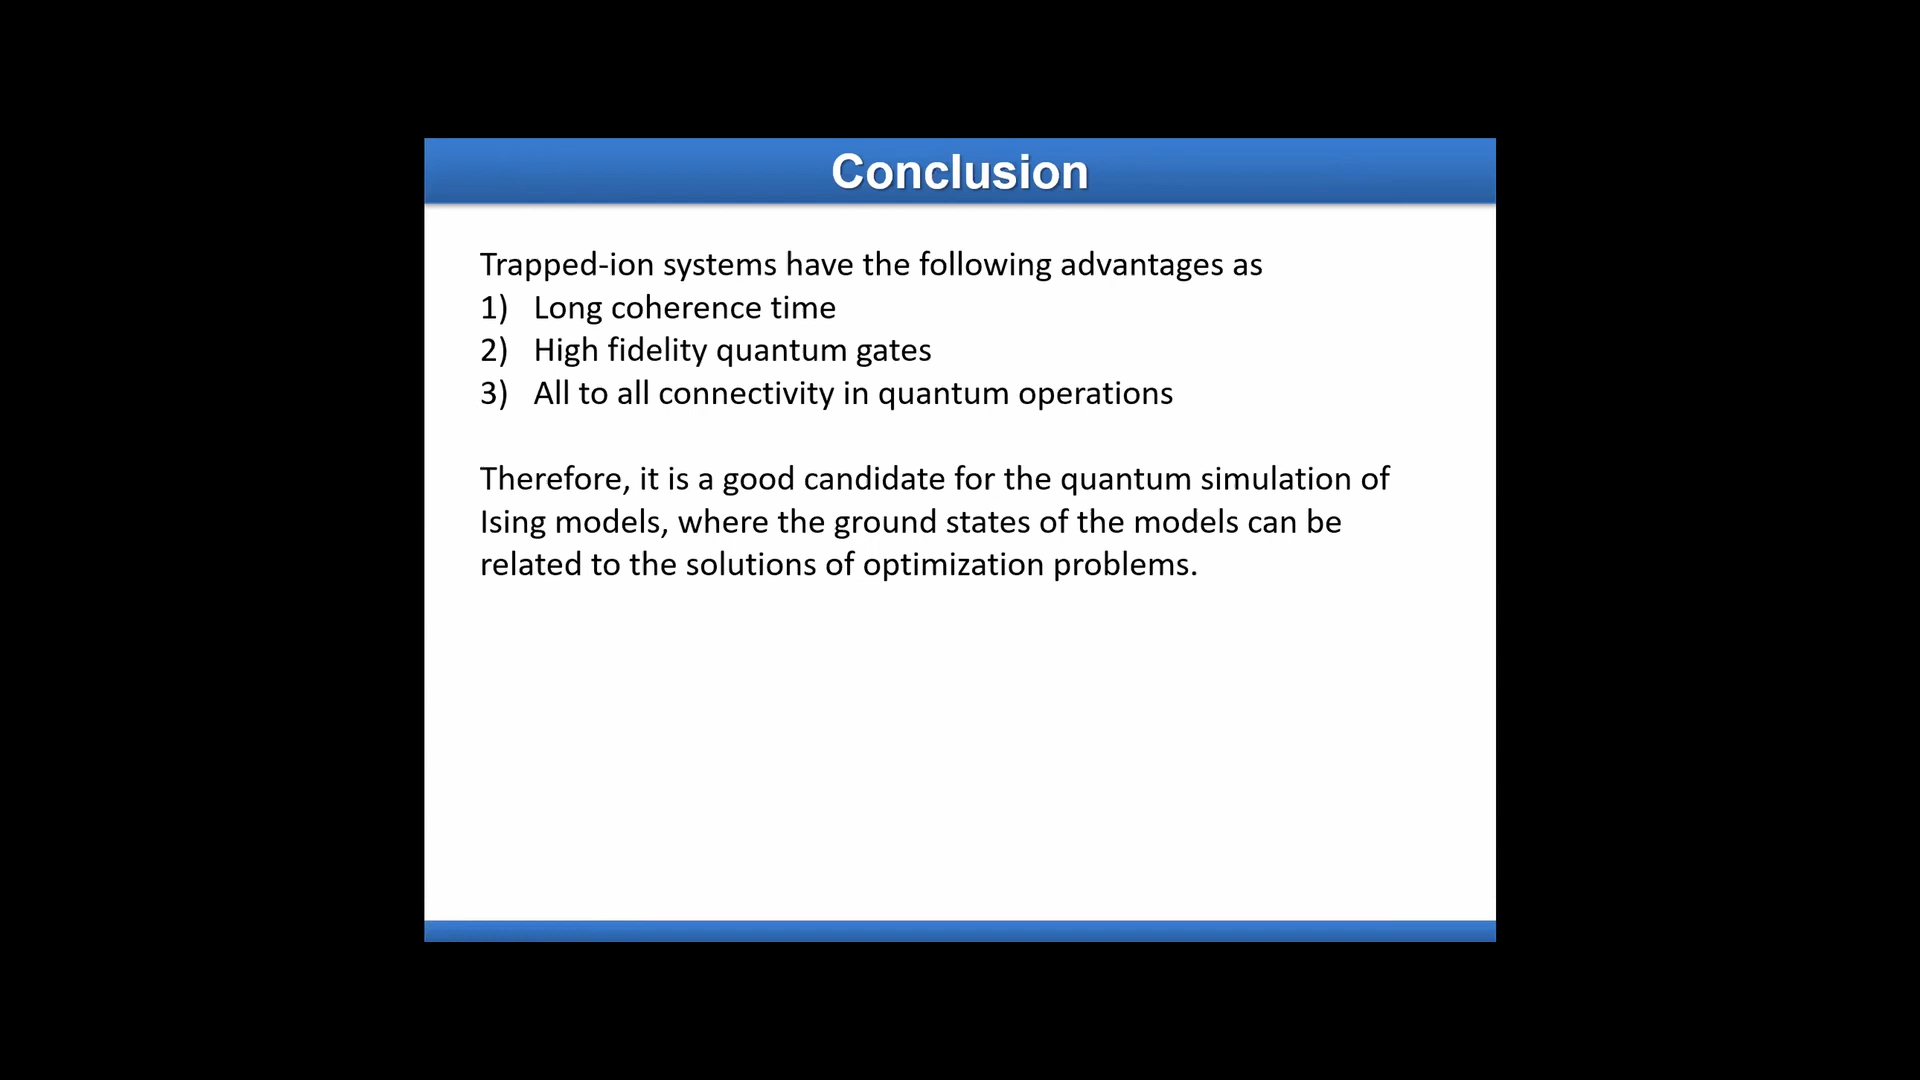 Conclusion
Trapped-ion systems have the following advantages as
1) Long coherence time
2) High fidelity quantum gates
3) All to all connectivity in quantum operations
Therefore, it is a good candidate for the quantum simulation of
Ising models, where the ground states of the models can be
related to the solutions of optimization problems.